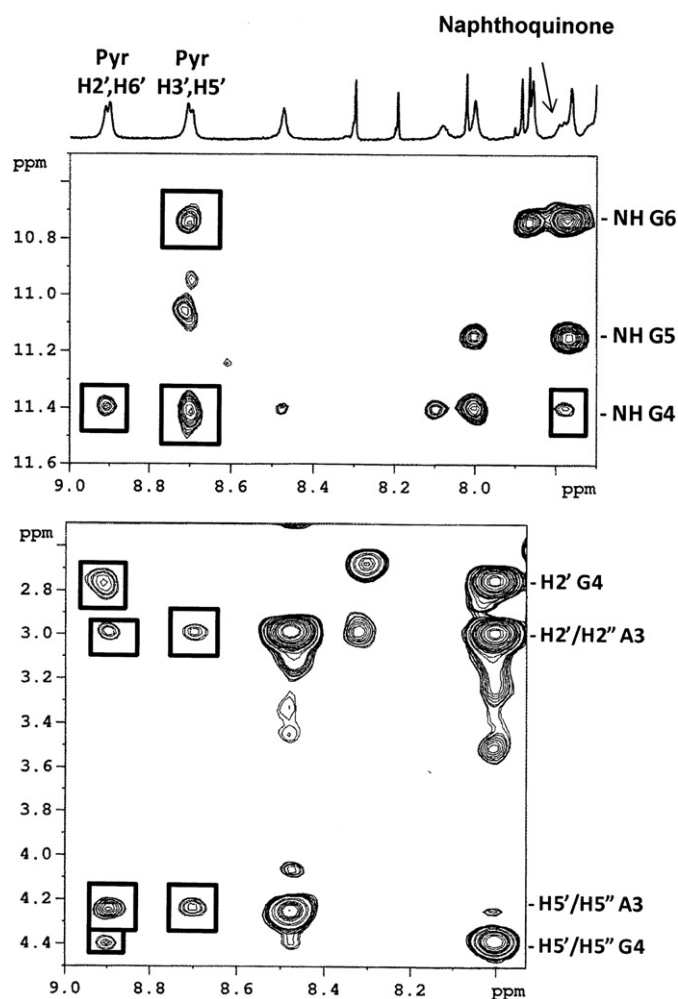 Naphthoquinone
Pyr Pyr
H2’,H6’ H3’,H5’
ppm
10.8
11.0
11.2
11.4
11.6
- NH G6
- NH G5
- NH G4
9.0 8.8 8.6 8.4 8.2 8.0 ppm
ppm
2.8
3.0
3.2
3.4
3.6
3.8
4.0
4.2
4.4
- H2’ G4
- H2’/H2’’ A3
- H5’/H5’’ A3
- H5’/H5’’ G4
9.0 8.8 8.6 8.4 8.2 ppm